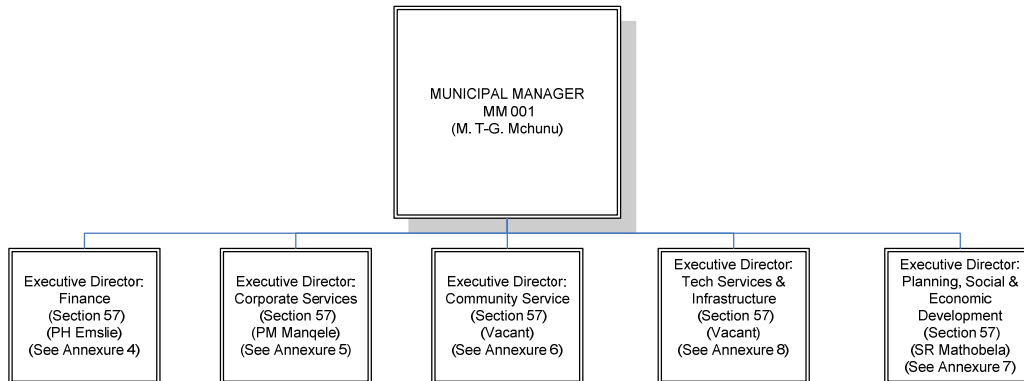 MUNICIPAL MANAGER
MM 001
(M. T-G. Mchunu)
Executive Director:
Finance
(Section 57)
(PH Emslie)
(See Annexure 4)
Executive Director:
Corporate Services
(Section 57)
(PM Manqele)
(See Annexure 5)
Executive Director:
Community Service
(Section 57)
(Vacant)
(See Annexure 6)
Executive Director:
Tech Services &
Infrastructure
(Section 57)
(Vacant)
(See Annexure 8)
Executive Director:
Planning, Social &
Economic
Development
(Section 57)
(SR Mathobela)
(See Annexure 7)